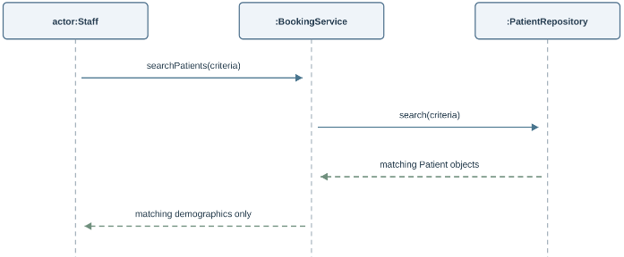 actor:Staff
:BookingService
:PatientRepository
searchPatients(criteria)
search(criteria)
matching Patient objects
matching demographics only